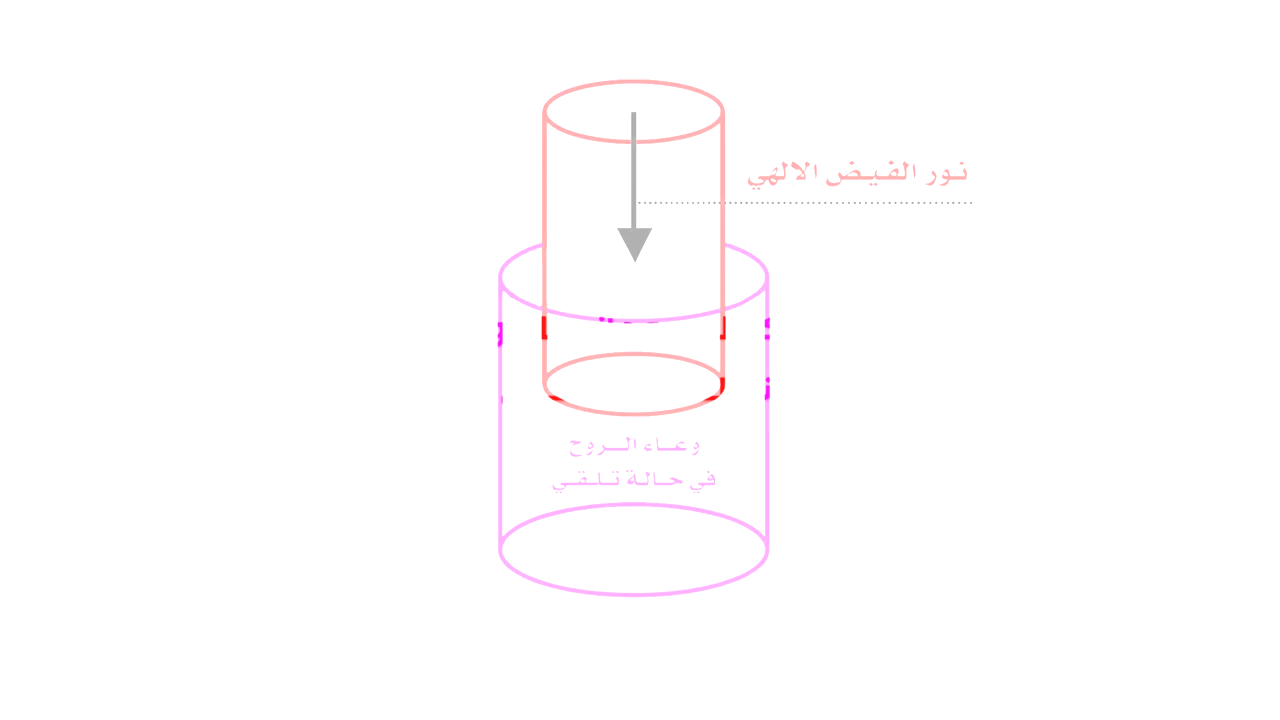 نور الفيض الالهي
وعاء الروح
في حالة تلقي